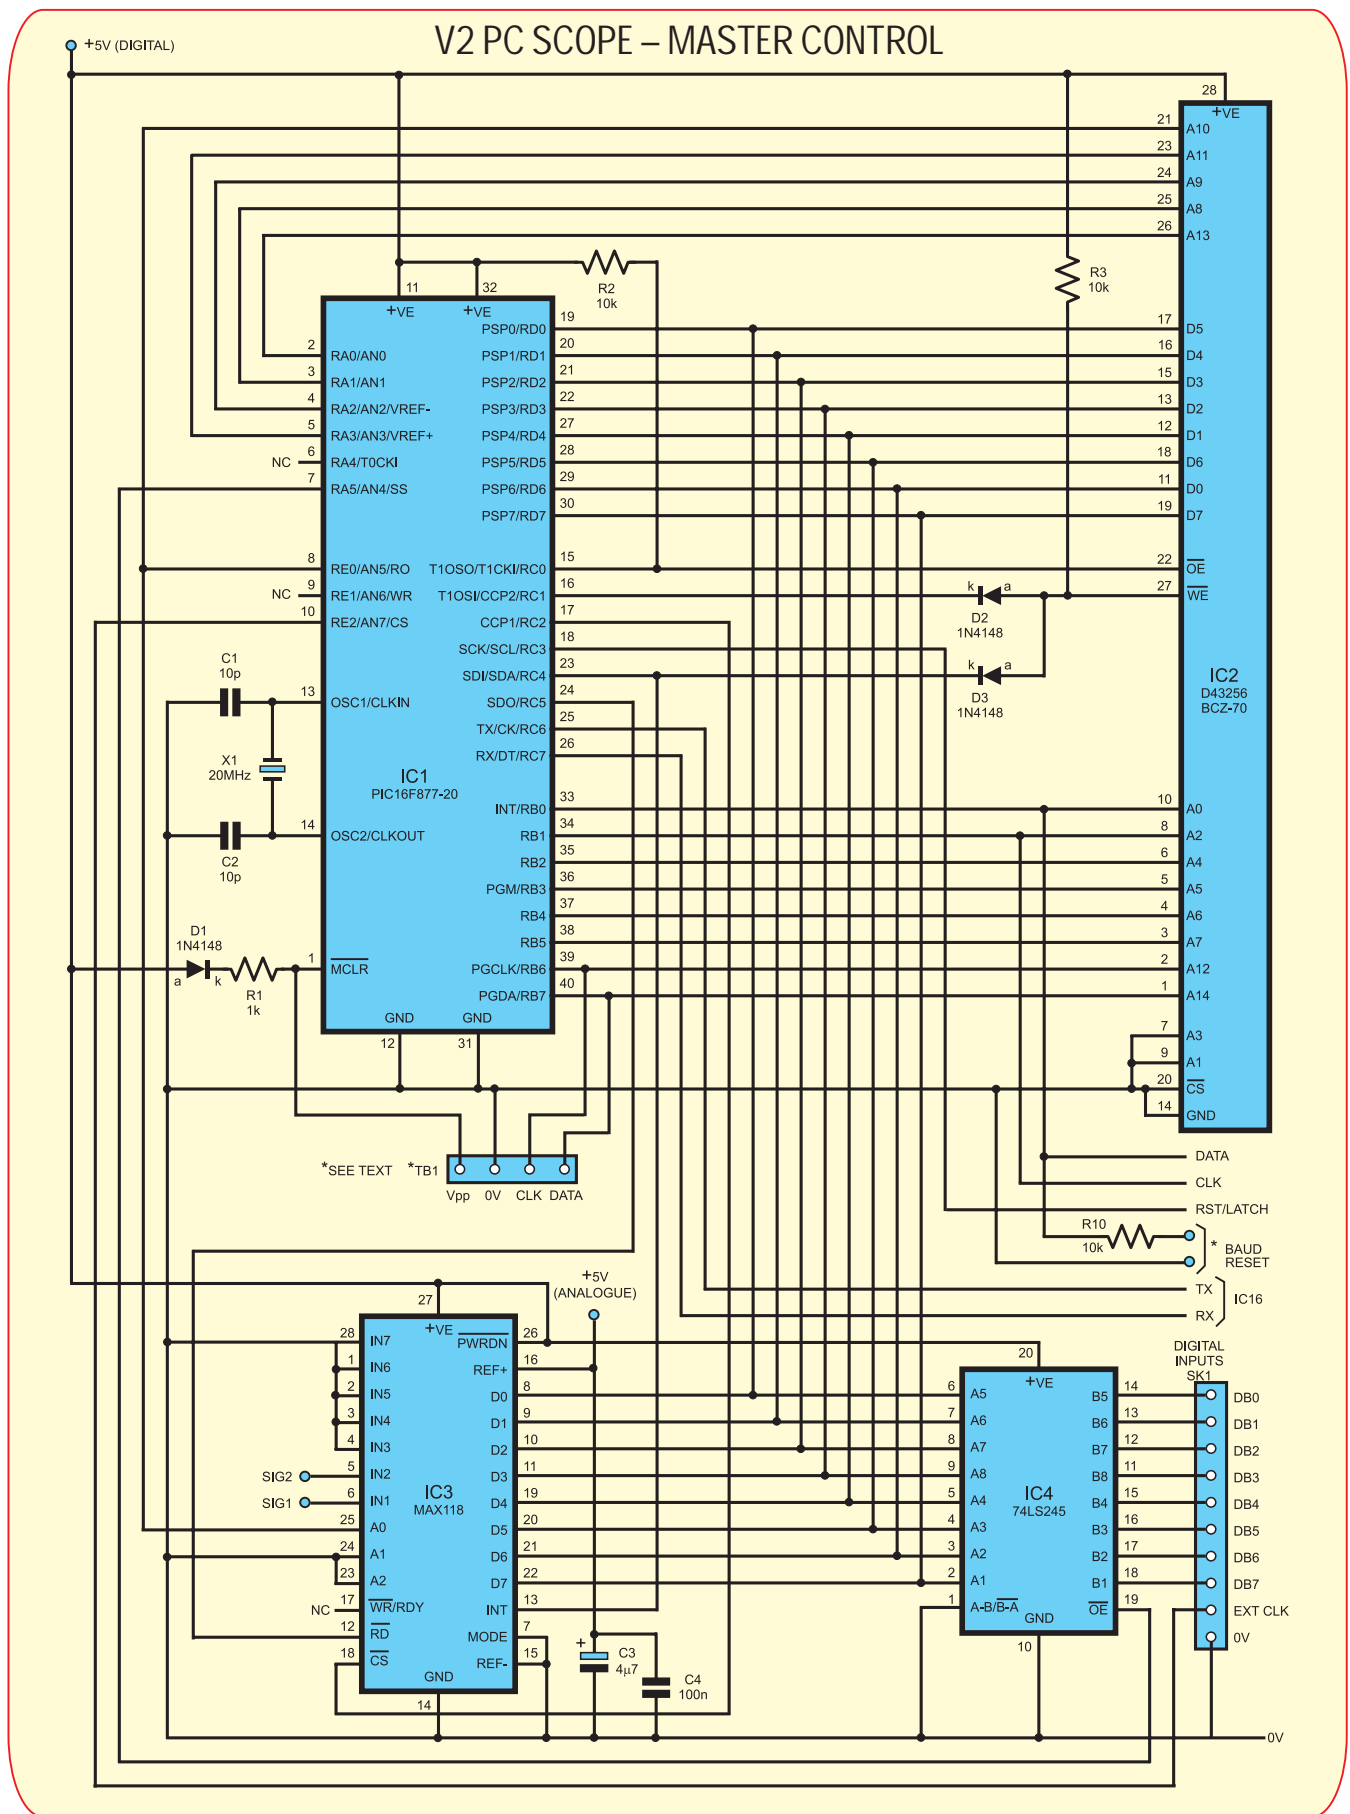 V2 PC SCOPE – MASTER CONTROL
+5V (DIGITAL)
28
+VE
21 A10
23 A11
24 A9
25 A8
26 A13
R2
10k
R3
10k
11 32
+VE +VE
19 PSP0/RD0
20 PSP1/RD1
21 PSP2/RD2
22 PSP3/RD3
27 PSP4/RD4
28 PSP5/RD5
29 PSP6/RD6
30 PSP7/RD7
15 T1OSO/T1CKI/RC0
16 T1OSI/CCP2/RC1
17 CCP1/RC2
18 SCK/SCL/RC3
23 SDI/SDA/RC4
24 SDO/RC5
25 TX/CK/RC6
26 RX/DT/RC7
33 INT/RB0
34 RB1
35 RB2
36 PGM/RB3
37 RB4
38 RB5
39 PGCLK/RB6
40 PGDA/RB7
2 RA0/AN0
3 RA1/AN1
4 RA2/AN2/VREF-
5 RA3/AN3/VREF+
NC 6 RA4/T0CKI
7 RA5/AN4/SS
8 RE0/AN5/RO
NC 9 RE1/AN6/WR
10 RE2/AN7/CS
13 OSC1/CLKIN
14 OSC2/CLKOUT
1 MCLR
GND GND
12 31
IC1
PIC16F877-20
C1
10p
X1
20MHz
C2
10p
D1
1N4148
a k
R1
1k
17 D5
16 D4
15 D3
13 D2
12 D1
18 D6
11 D0
19 D7
22 OE
27 WE
k a
D2
1N4148
k a
D3
1N4148
IC2
D43256
BCZ-70
10 A0
8 A2
6 A4
5 A5
4 A6
3 A7
2 A12
1 A14
7 A3
9 A1
20 CS
14 GND
*SEE TEXT *TB1
Vpp 0V CLK DATA
DATA
CLK
RST/LATCH
R10
10k
* BAUD
RESET
TX
RX
IC16
+5V
(ANALOGUE)
27
+VE
28 IN7
1 IN6
2 IN5
3 IN4
4 IN3
SIG2 5 IN2
SIG1 6 IN1
25 A0
24 A1
23 A2
NC 17 WR/RDY
12 RD
18 CS
GND
14
IC3
MAX118
26 PWRDN
16 REF+
8 D0
9 D1
10 D2
11 D3
19 D4
20 D5
21 D6
22 D7
13 INT
7 MODE
15 REF-
+
C3
4µ7
C4
100n
20
+VE
6 A5
7 A6
8 A7
9 A8
5 A4
4 A3
3 A2
2 A1
1 A-B/B-A
GND
10
IC4
74LS245
14 B5
13 B6
12 B7
11 B8
15 B4
16 B3
17 B2
18 B1
19 OE
DIGITAL
INPUTS
SK1
DB0
DB1
DB2
DB3
DB4
DB5
DB6
DB7
EXT CLK
0V
0V